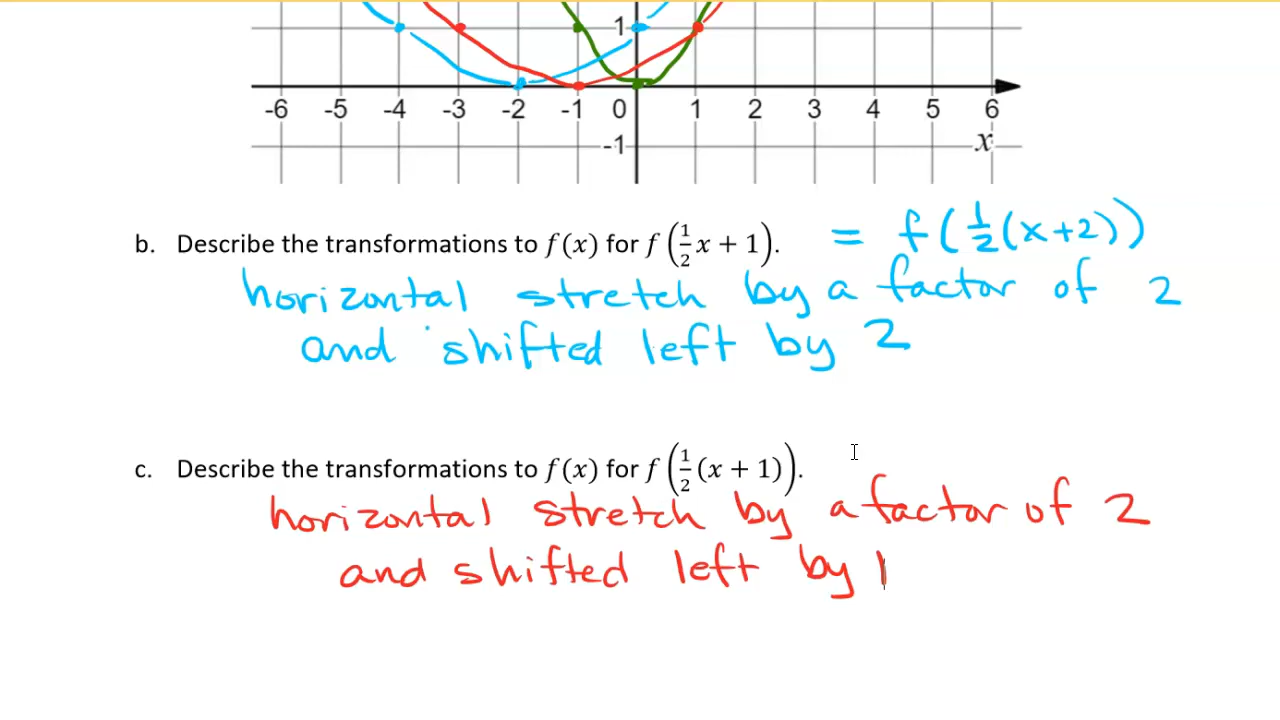 1
-6 -5 -4 -3 -2 -1 0 1 2 3 4 5 6
-1 x
b. Describe the transformations to f(x) for f(1/2 x + 1). = f(1/2(x+2))
horizontal stretch by a factor of 2
and shifted left by 2
c. Describe the transformations to f(x) for f(1/2 (x + 1)).
horizontal stretch by a factor of 2
and shifted left by 1